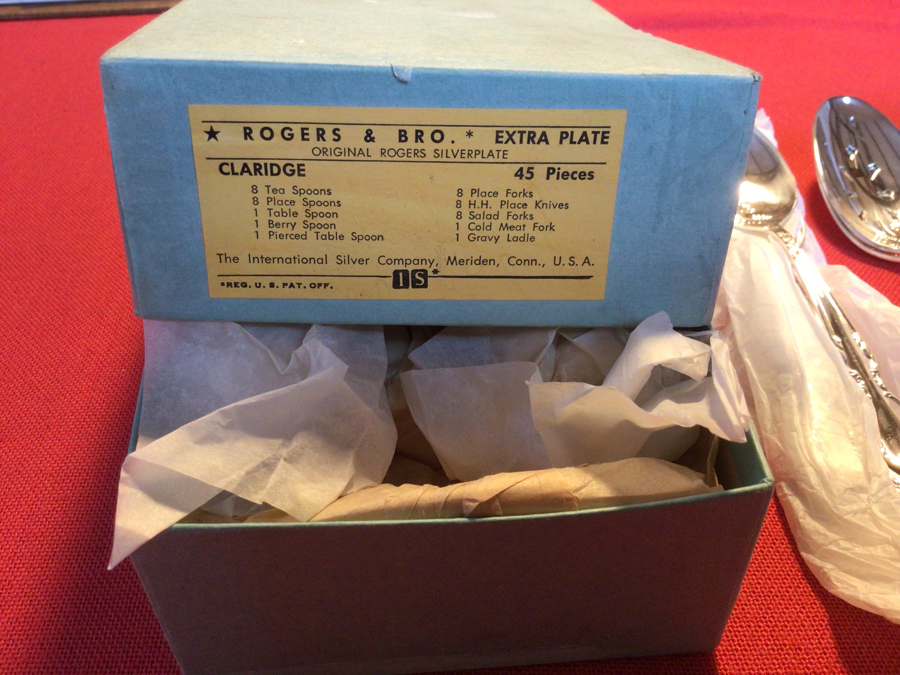 ★ ROGERS & BRO. * EXTRA PLATE
ORIGINAL ROGERS SILVERPLATE
CLARIDGE 45 Pieces
8 Tea Spoons
8 Place Spoons
1 Table Spoon
1 Berry Spoon
1 Pierced Table Spoon
8 Place Forks
8 H.H. Place Knives
8 Salad Forks
1 Cold Meat Fork
1 Gravy Ladle
The International Silver Company, Meriden, Conn., U. S. A.
*REG. U. S. PAT. OFF. IS*